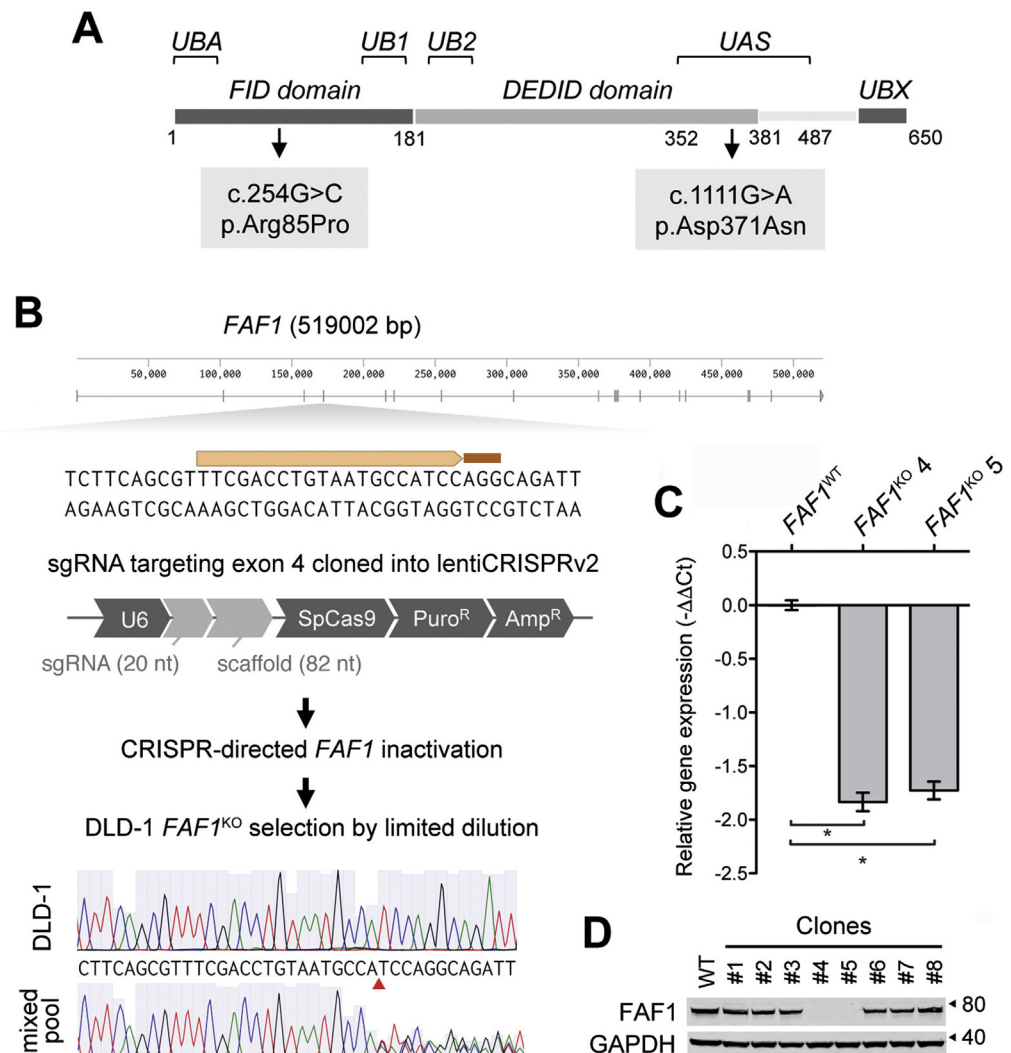 A
UBA UB1 UB2 UAS
FID domain DEDID domain UBX
1 181 352 381 487 650
c.254G>C
p.Arg85Pro
c.1111G>A
p.Asp371Asn
B
FAF1 (519002 bp)
50,000 100,000 150,000 200,000 250,000 300,000 350,000 400,000 450,000 500,000
TCTTCAGCGTTTCGACCTGTAATGCCATCCAGGCAGATT
AGAAGTCGCAAAGCTGGACATTACGGTAGGTCCGTCTAA
sgRNA targeting exon 4 cloned into lentiCRISPRv2
U6 SpCas9 PuroR AmpR
sgRNA (20 nt) scaffold (82 nt)
CRISPR-directed FAF1 inactivation
DLD-1 FAF1KO selection by limited dilution
DLD-1
CTTCAGCGTTTCGACCTGTAATGCCATCCAGGCAGATT
mixed
pool
C
FAF1WT
FAF1KO 4
FAF1KO 5
Relative gene expression (-ΔΔCt)
0.5
0.0
-0.5
-1.0
-1.5
-2.0
-2.5
*
*
D
Clones
WT #1 #2 #3 #4 #5 #6 #7 #8
FAF1 80
GAPDH 40